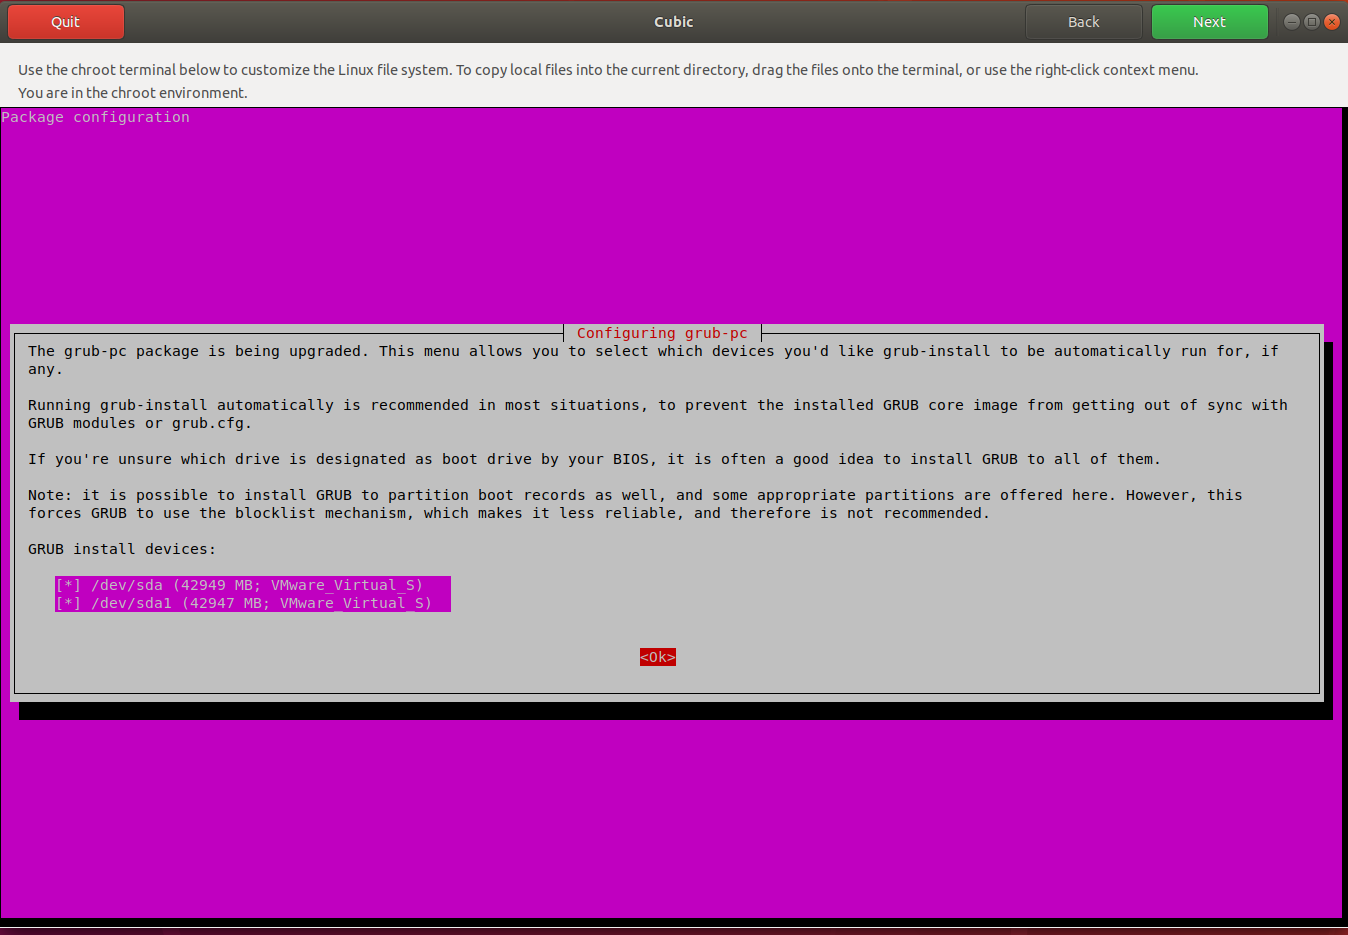 Quit
Cubic
Back
Next
Use the chroot terminal below to customize the Linux file system. To copy local files into the current directory, drag the files onto the terminal, or use the right-click context menu.
You are in the chroot environment.
Package configuration
Configuring grub-pc
The grub-pc package is being upgraded. This menu allows you to select which devices you'd like grub-install to be automatically run for, if
any.
Running grub-install automatically is recommended in most situations, to prevent the installed GRUB core image from getting out of sync with
GRUB modules or grub.cfg.
If you're unsure which drive is designated as boot drive by your BIOS, it is often a good idea to install GRUB to all of them.
Note: it is possible to install GRUB to partition boot records as well, and some appropriate partitions are offered here. However, this
forces GRUB to use the blocklist mechanism, which makes it less reliable, and therefore is not recommended.
GRUB install devices:
[*] /dev/sda (42949 MB; VMware_Virtual_S)
[*] /dev/sda1 (42947 MB; VMware_Virtual_S)
<Ok>